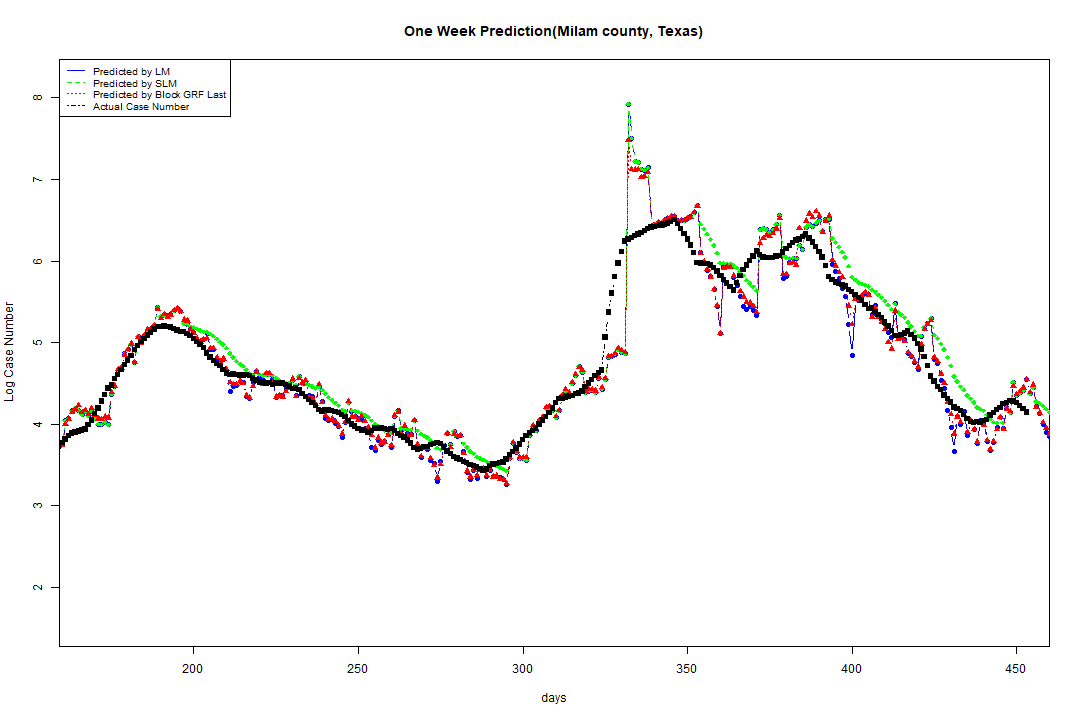 One Week Prediction(Milam county, Texas)
Predicted by LM
Predicted by SLM
Predicted by Block GRF Last
Actual Case Number
8
7
6
5
4
3
2
Log Case Number
200 250 300 350 400 450
days